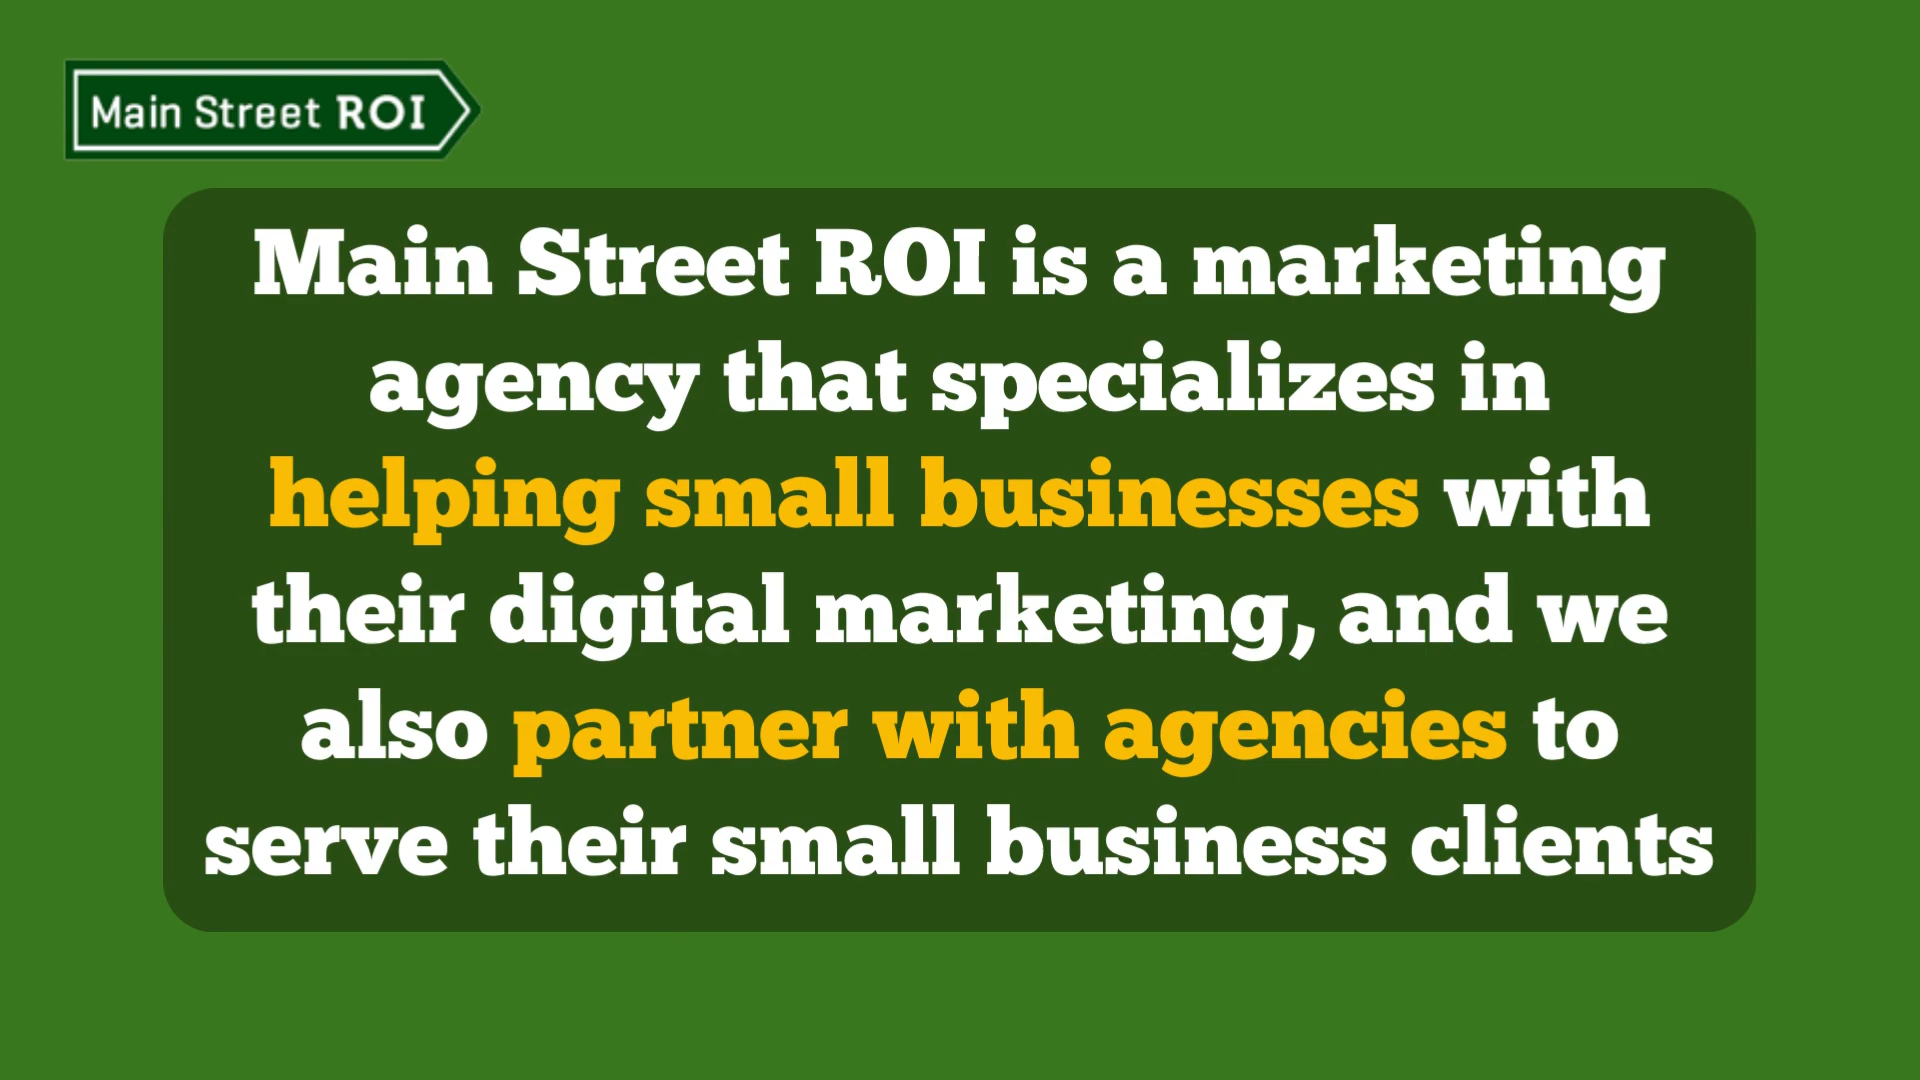 Main Street ROI
Main Street ROI is a marketing
agency that specializes in
helping small businesses with
their digital marketing, and we
also partner with agencies to
serve their small business clients